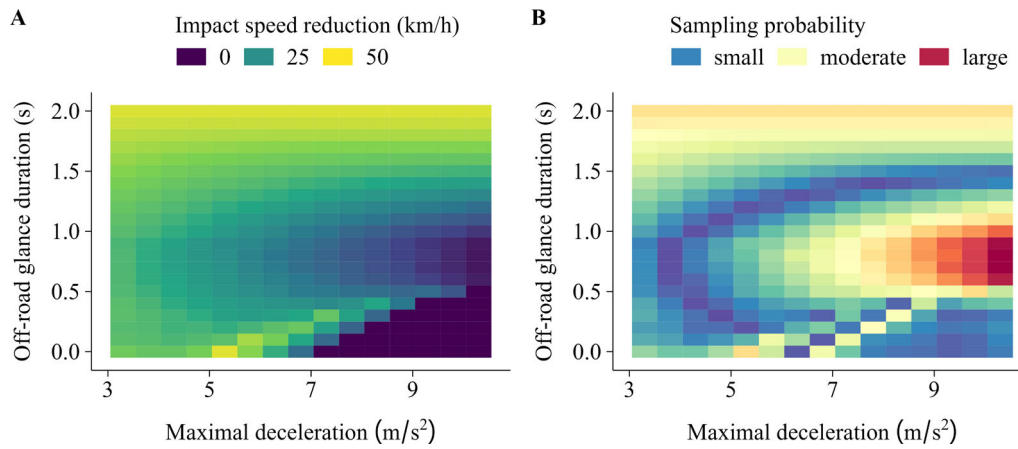 A
Impact speed reduction (km/h)
0 25 50
Off-road glance duration (s)
2.0
1.5
1.0
0.5
0.0
3 5 7 9
Maximal deceleration (m/s²)
B
Sampling probability
small moderate large
Off-road glance duration (s)
2.0
1.5
1.0
0.5
0.0
3 5 7 9
Maximal deceleration (m/s²)